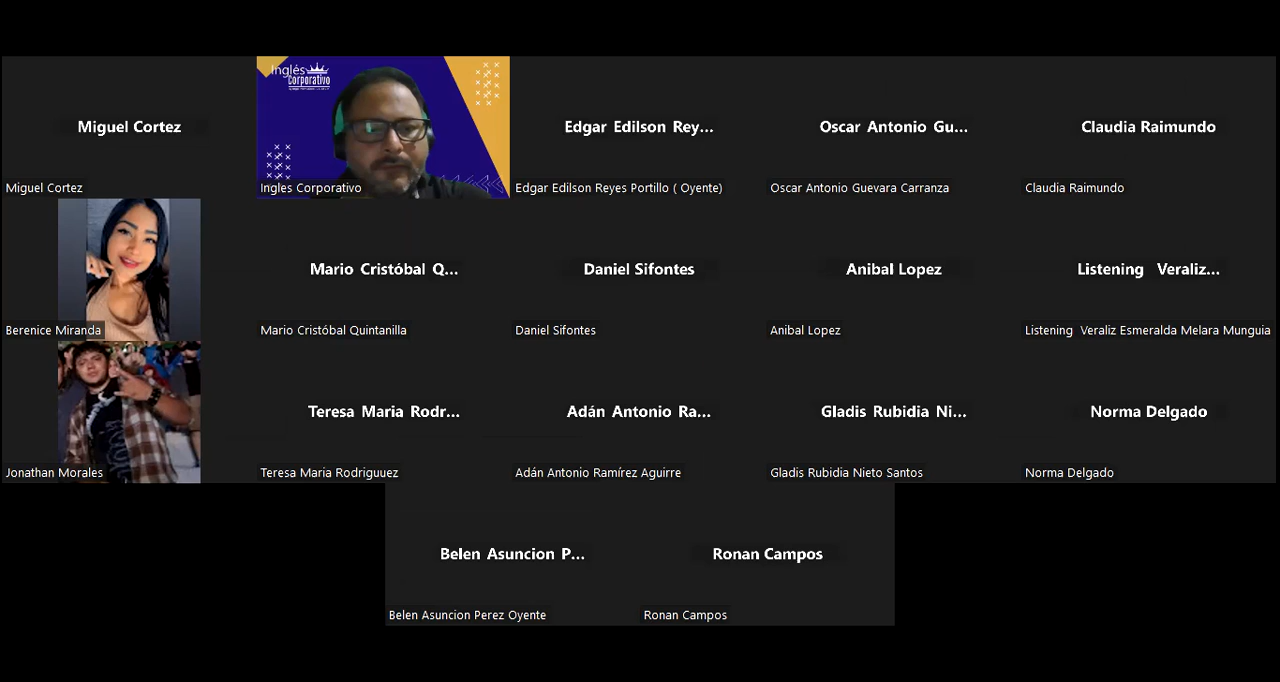 Miguel Cortez
Miguel Cortez
Inglés
Corporativo
Ingles Corporativo
Edgar Edilson Rey...
Edgar Edilson Reyes Portillo ( Oyente)
Oscar Antonio Gu...
Oscar Antonio Guevara Carranza
Claudia Raimundo
Claudia Raimundo
Berenice Miranda
Mario Cristóbal Q...
Mario Cristóbal Quintanilla
Daniel Sifontes
Daniel Sifontes
Anibal Lopez
Anibal Lopez
Listening Veraliz...
Listening Veraliz Esmeralda Melara Munguia
Jonathan Morales
Teresa Maria Rodr...
Teresa Maria Rodriguuez
Adán Antonio Ra...
Adán Antonio Ramírez Aguirre
Gladis Rubidia Ni...
Gladis Rubidia Nieto Santos
Norma Delgado
Norma Delgado
Belen Asuncion P...
Belen Asuncion Perez Oyente
Ronan Campos
Ronan Campos